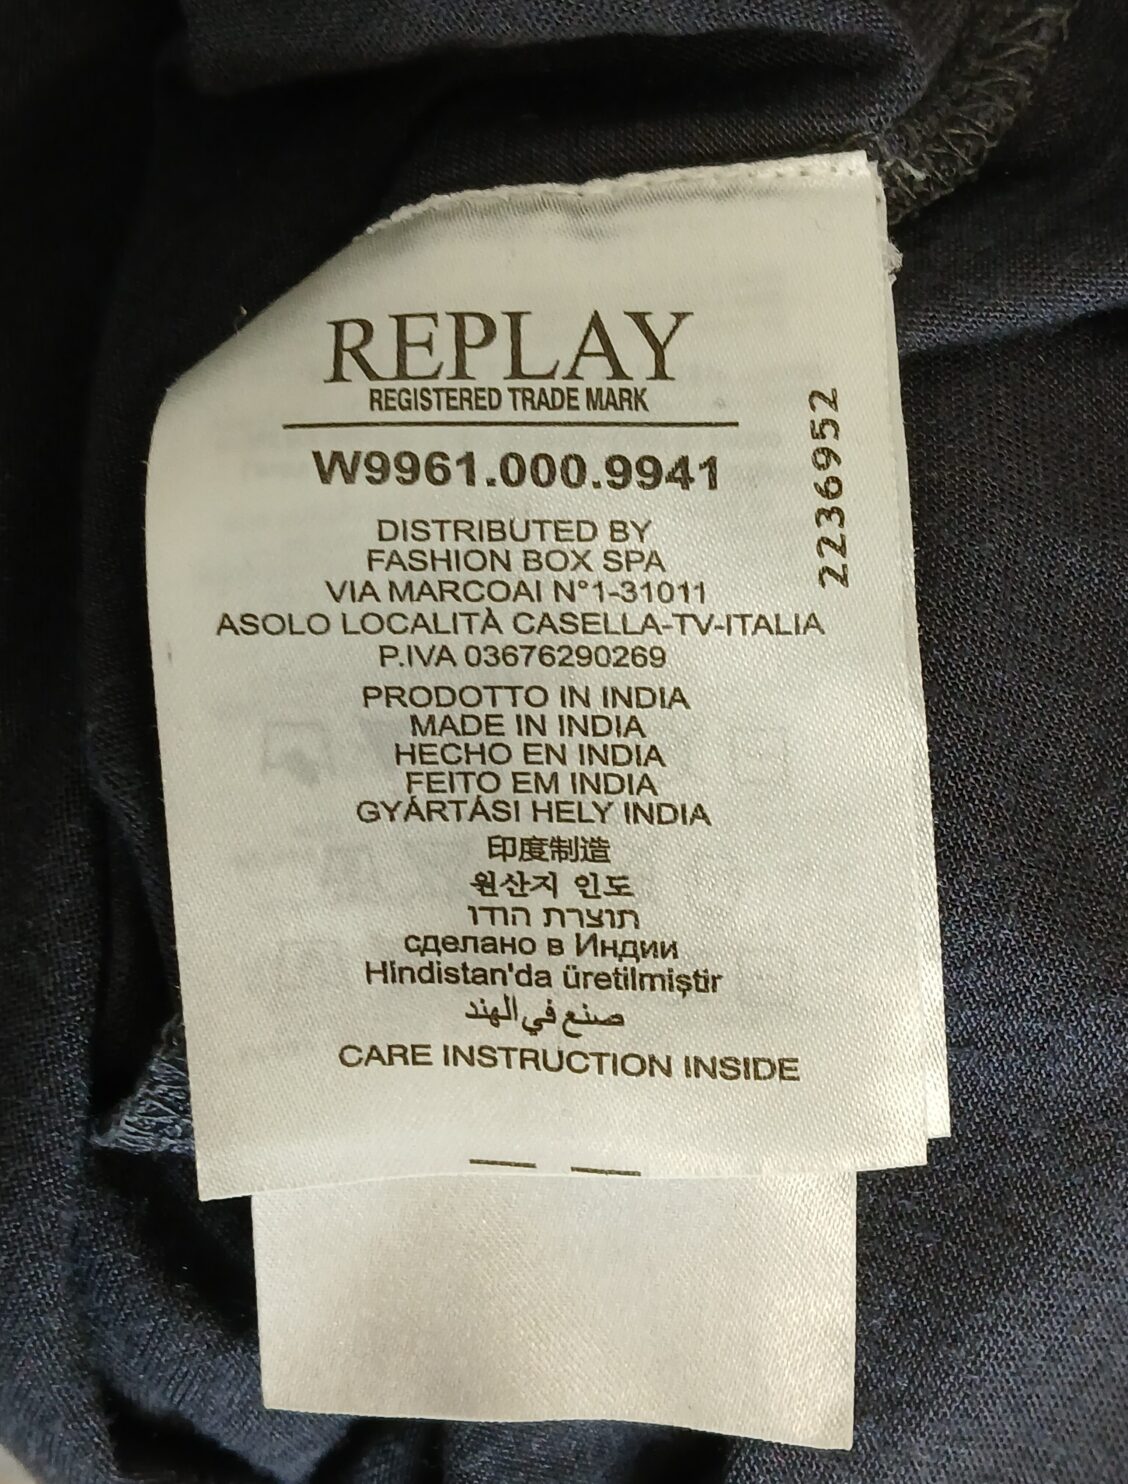 REPLAY
REGISTERED TRADE MARK
W9961.000.9941
2236952
DISTRIBUTED BY
FASHION BOX SPA
VIA MARCOAI N°1-31011
ASOLO LOCALITÀ CASELLA-TV-ITALIA
P.IVA 03676290269
PRODOTTO IN INDIA
MADE IN INDIA
HECHO EN INDIA
FEITO EM INDIA
GYÁRTÁSI HELY INDIA
印度制造
원산지 인도
תוצרת הודו
сделано в Индии
Hindistan'da üretilmiştir
صنع في الهند
CARE INSTRUCTION INSIDE